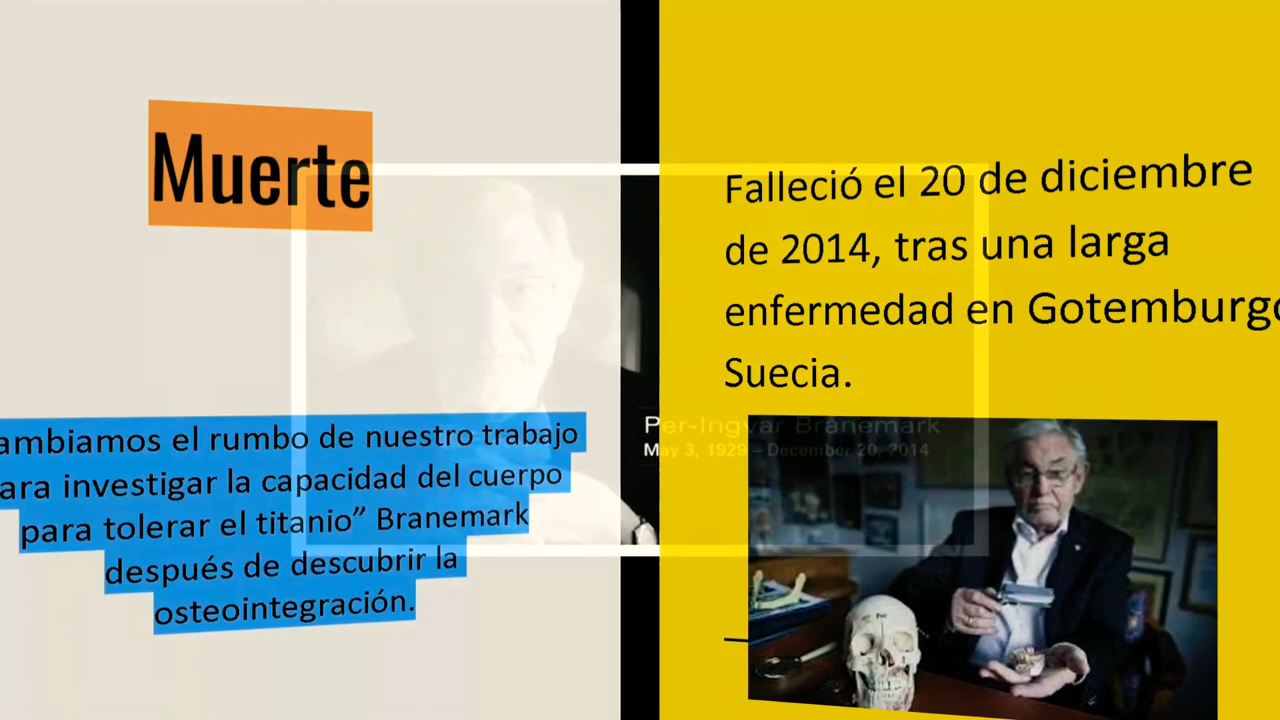 Muerte
ambiamos el rumbo de nuestro trabajo
ara investigar la capacidad del cuerpo
para tolerar el titanio” Branemark
después de descubrir la
osteointegración.
Falleció el 20 de diciembre
de 2014, tras una larga
enfermedad en Gotemburgo
Suecia.
Per-Ingvar Branemark
May 3, 1929 – December 20, 2014